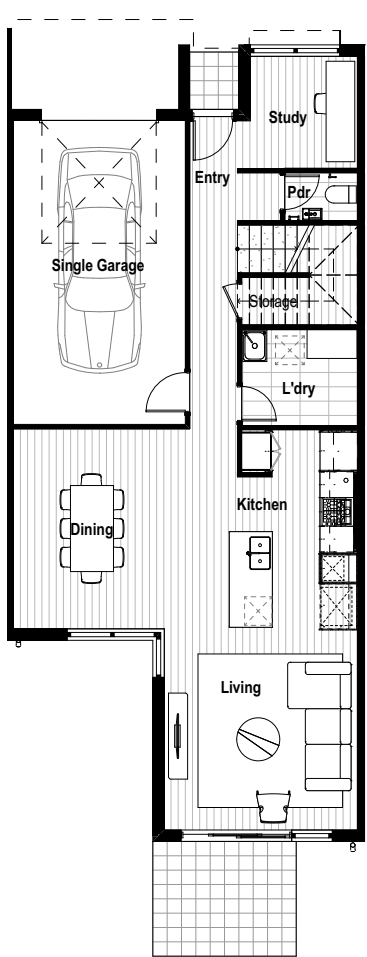 Study
Entry
Pdr
Single Garage
Storage
L'dry
Kitchen
Dining
Living